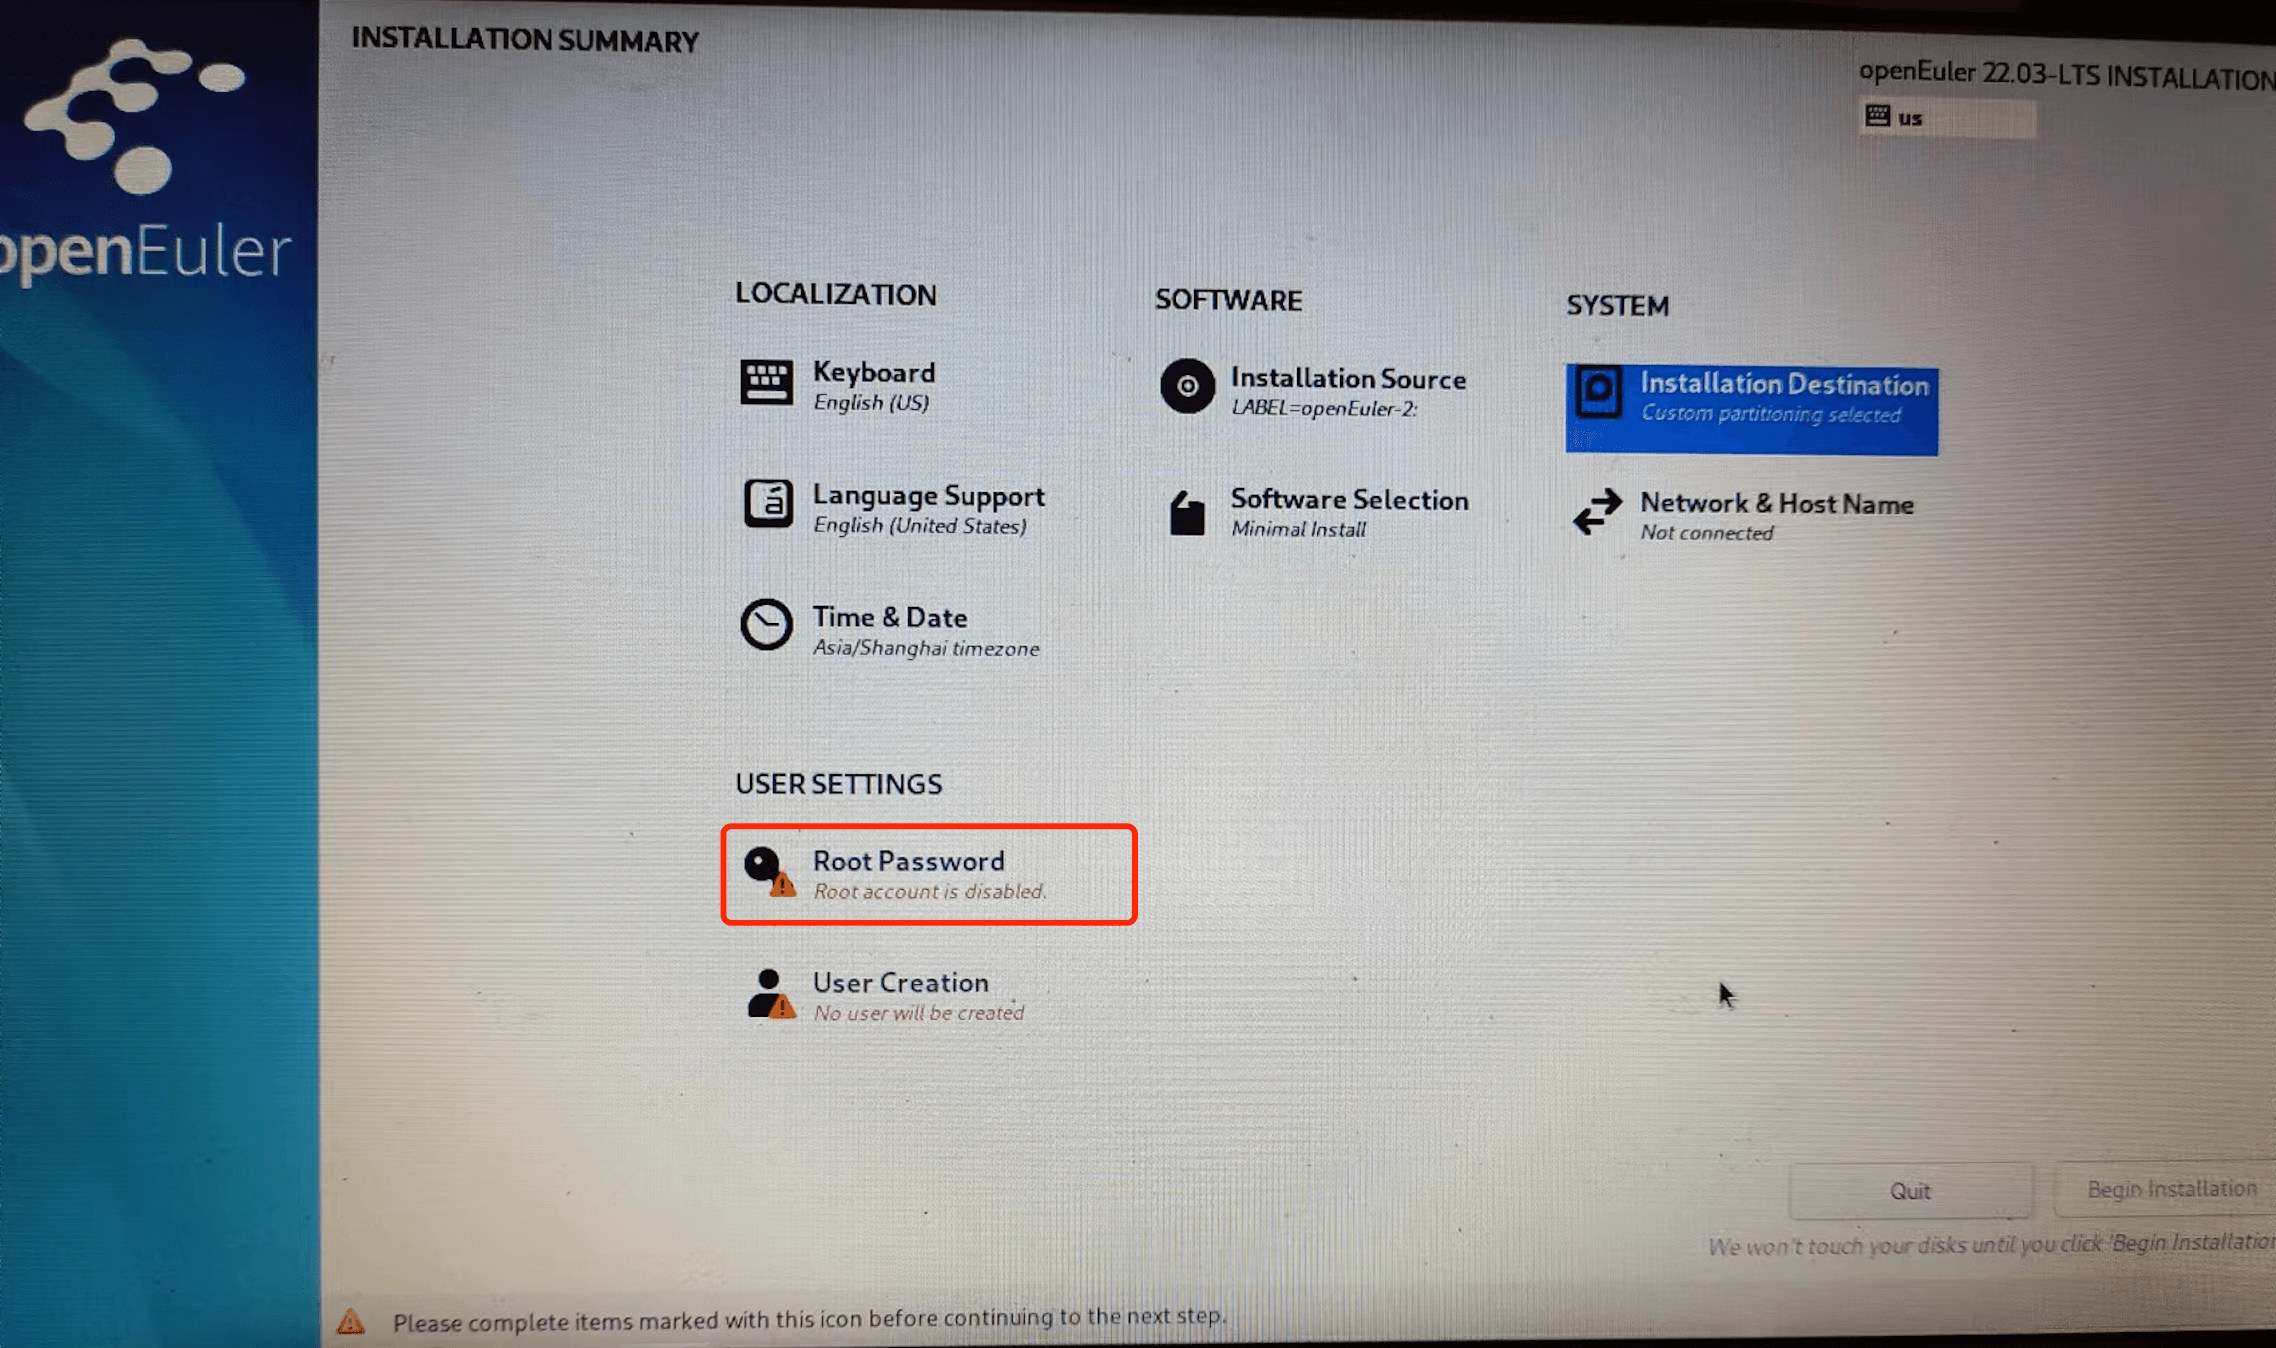 INSTALLATION SUMMARY
openEuler 22.03-LTS INSTALLATION
us
openEuler
LOCALIZATION
Keyboard
English (US)
Language Support
English (United States)
Time & Date
Asia/Shanghai timezone
SOFTWARE
Installation Source
LABEL=openEuler-2:
Software Selection
Minimal Install
SYSTEM
Installation Destination
Custom partitioning selected
Network & Host Name
Not connected
USER SETTINGS
Root Password
Root account is disabled.
User Creation
No user will be created
Quit
Begin Installation
We won't touch your disks until you click 'Begin Installation
Please complete items marked with this icon before continuing to the next step.